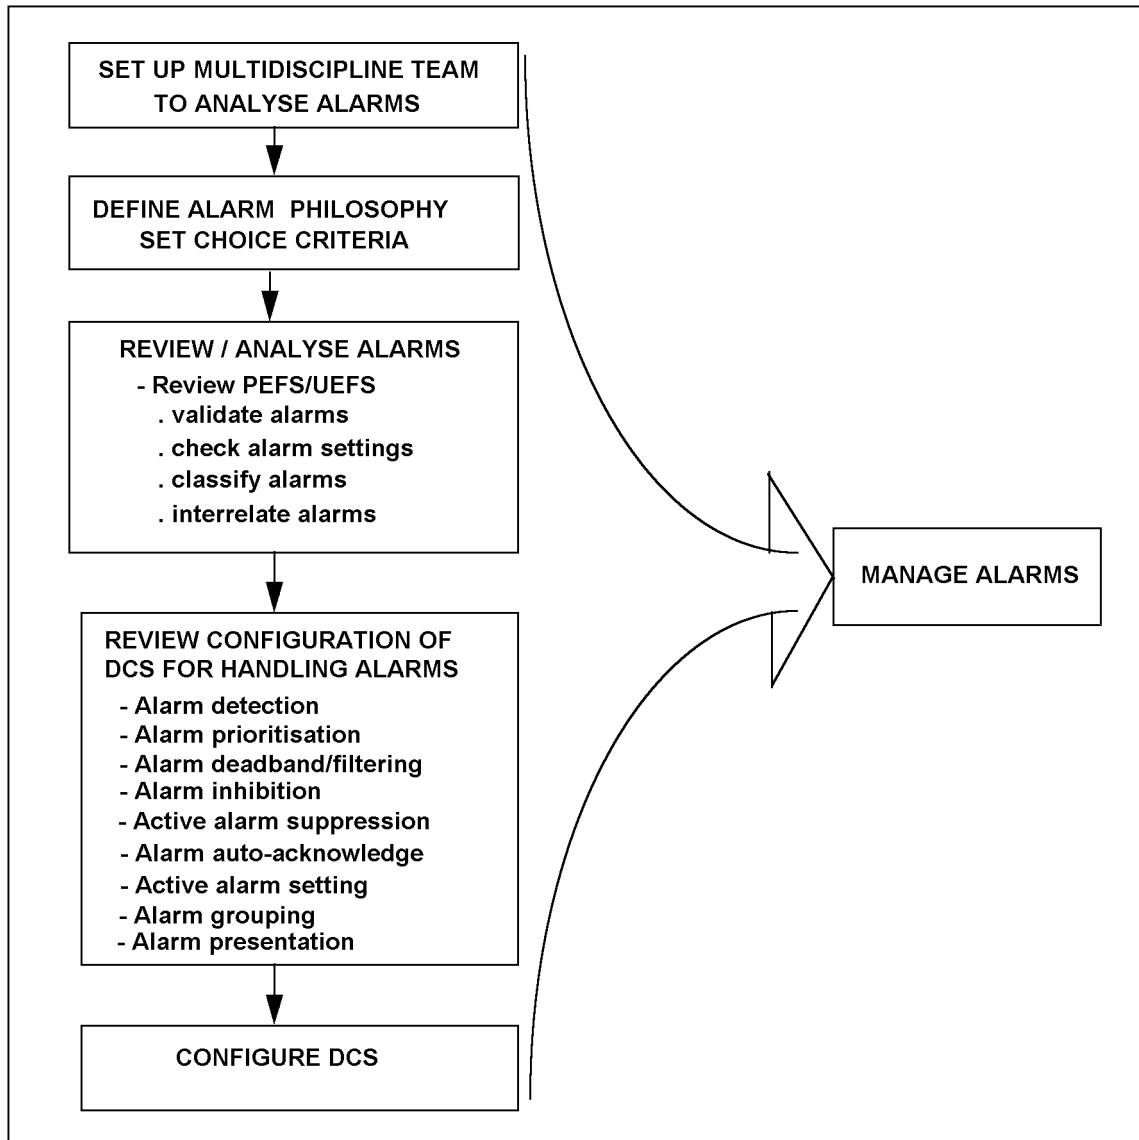 SET UP MULTIDISCIPLINE TEAM
TO ANALYSE ALARMS
DEFINE ALARM PHILOSOPHY
SET CHOICE CRITERIA
REVIEW / ANALYSE ALARMS
- Review PEFS/UEFS
. validate alarms
. check alarm settings
. classify alarms
. interrelate alarms
REVIEW CONFIGURATION OF
DCS FOR HANDLING ALARMS
- Alarm detection
- Alarm prioritisation
- Alarm deadband/filtering
- Alarm inhibition
- Active alarm suppression
- Alarm auto-acknowledge
- Active alarm setting
- Alarm grouping
- Alarm presentation
CONFIGURE DCS
MANAGE ALARMS